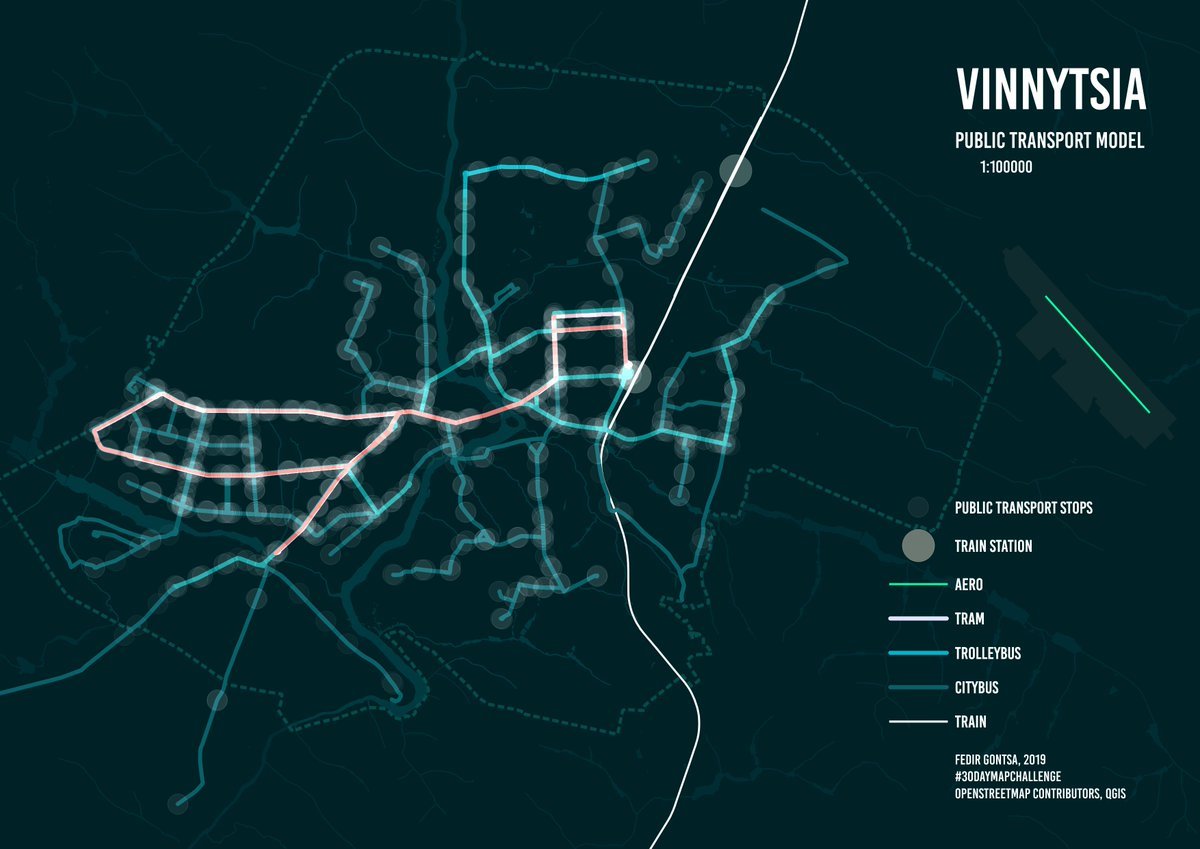 VINNYTSIA
PUBLIC TRANSPORT MODEL
1:100000
PUBLIC TRANSPORT STOPS
TRAIN STATION
AERO
TRAM
TROLLEYBUS
CITYBUS
TRAIN
FEDIR GONTSA, 2019
#30DAYMAPCHALLENGE
OPENSTREETMAP CONTRIBUTORS, QGIS